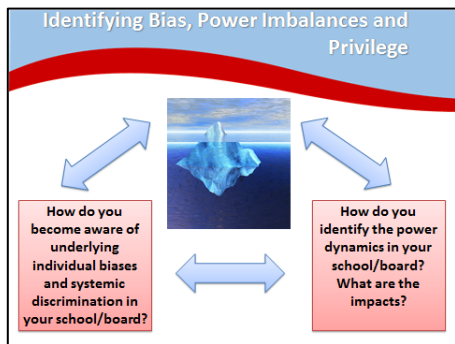 Identifying Bias, Power Imbalances and
Privilege
How do you
become aware of
underlying
individual biases
and systemic
discrimination in
your school/board?
How do you
identify the power
dynamics in your
school/board?
What are the
impacts?